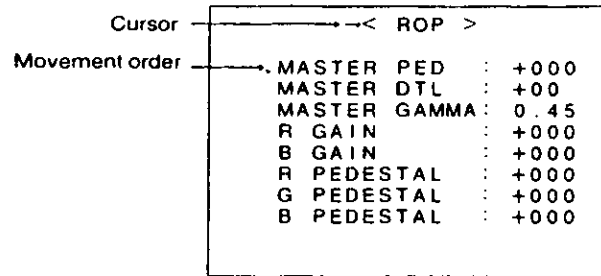 Cursor → < ROP >
Movement order MASTER PED : +000
MASTER DTL : +00
MASTER GAMMA : 0.45
R GAIN : +000
B GAIN : +000
R PEDESTAL : +000
G PEDESTAL : +000
B PEDESTAL : +000